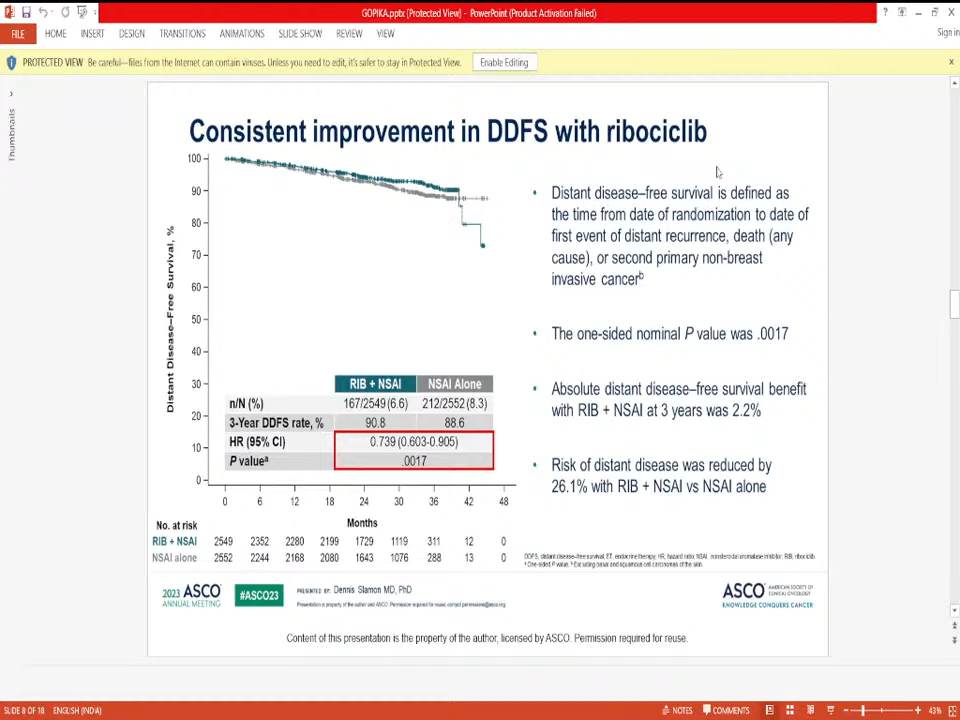 GOPIKA.pptx [Protected View] - PowerPoint (Product Activation Failed)
FILE HOME INSERT DESIGN TRANSITIONS ANIMATIONS SLIDE SHOW REVIEW VIEW Sign in
PROTECTED VIEW Be careful—files from the Internet can contain viruses. Unless you need to edit, it's safer to stay in Protected View. Enable Editing
Thumbnails
Consistent improvement in DDFS with ribociclib
Distant Disease–Free Survival, %
100
90
80
70
60
50
40
30
20
10
0
RIB + NSAI NSAI Alone
n/N (%) 167/2549 (6.6) 212/2552 (8.3)
3-Year DDFS rate, % 90.8 88.6
HR (95% CI) 0.739 (0.603-0.905)
P valueᵃ .0017
0 6 12 18 24 30 36 42 48
Months
No. at risk
RIB + NSAI 2549 2352 2280 2199 1729 1119 311 12 0
NSAI alone 2552 2244 2168 2080 1643 1076 288 13 0
• Distant disease–free survival is defined as
the time from date of randomization to date of
first event of distant recurrence, death (any
cause), or second primary non-breast
invasive cancerᵇ
• The one-sided nominal P value was .0017
• Absolute distant disease–free survival benefit
with RIB + NSAI at 3 years was 2.2%
• Risk of distant disease was reduced by
26.1% with RIB + NSAI vs NSAI alone
DDFS, distant disease–free survival; ET, endocrine therapy; HR, hazard ratio; NSAI, nonsteroidal aromatase inhibitor; RIB, ribociclib.
ᵃ One-sided P value. ᵇ Excluding basal and squamous cell carcinomas of the skin.
2023 ASCO
ANNUAL MEETING
#ASCO23
PRESENTED BY: Dennis Slamon MD, PhD
Presentation is property of the author and ASCO. Permission required for reuse; contact permissions@asco.org.
ASCO AMERICAN SOCIETY OF
CLINICAL ONCOLOGY
KNOWLEDGE CONQUERS CANCER
Content of this presentation is the property of the author, licensed by ASCO. Permission required for reuse.
SLIDE 8 OF 18 ENGLISH (INDIA) NOTES COMMENTS 43%